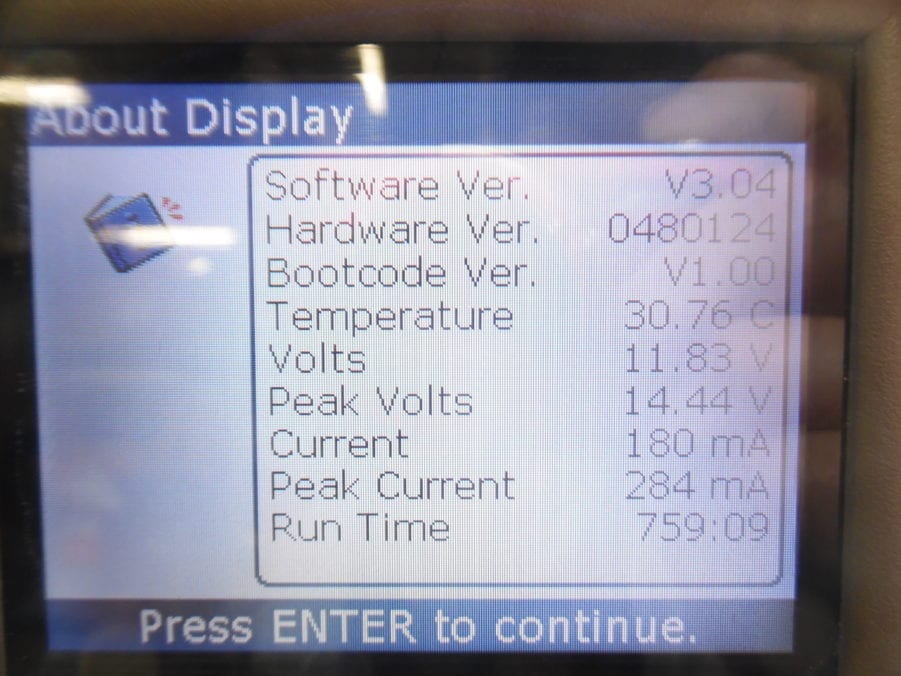 About Display
Software Ver. V3.04
Hardware Ver. 0480124
Bootcode Ver. V1.00
Temperature 30.76 C
Volts 11.83 V
Peak Volts 14.44 V
Current 180 mA
Peak Current 284 mA
Run Time 759:09
Press ENTER to continue.